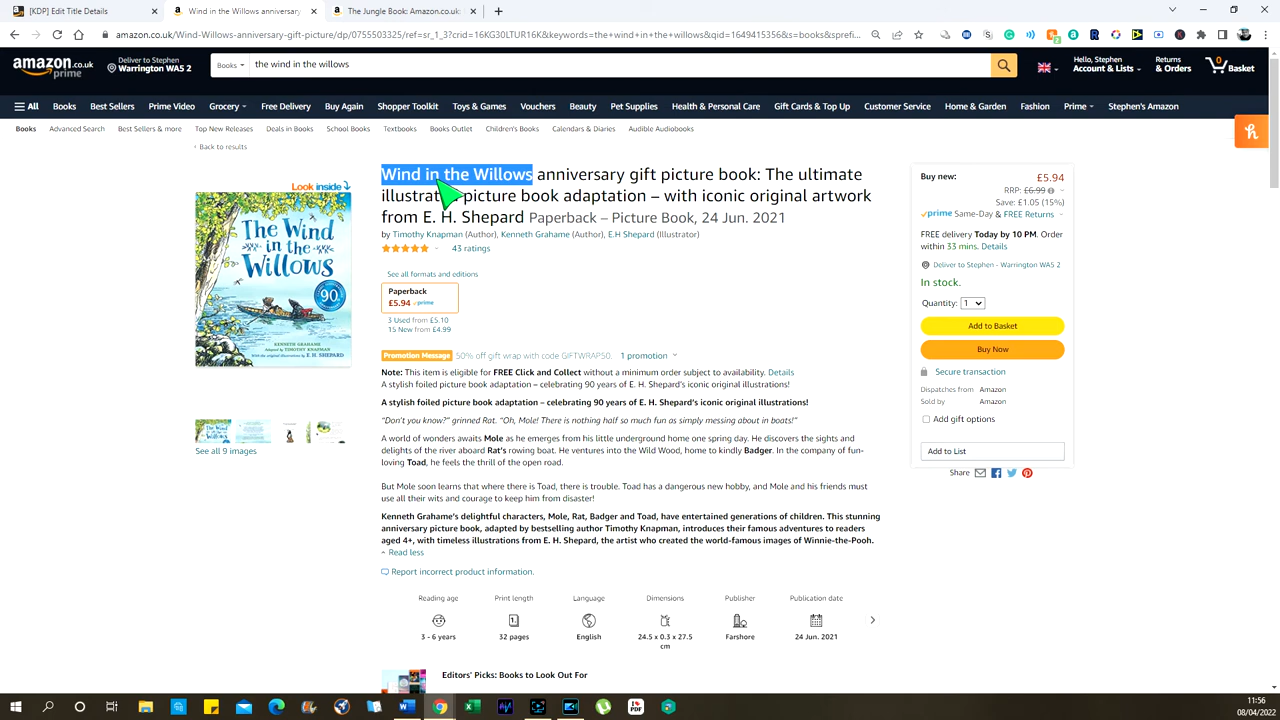 [KDP] Edit Title Details
Wind in the Willows anniversary
The Jungle Book: Amazon.co.uk:
amazon.co.uk/Wind-Willows-anniversary-gift-picture/dp/0755503325/ref=sr_1_3?crid=16KG30LTUR16K&keywords=the+wind+in+the+willows&qid=1649415356&s=books&sprefi...
amazon.co.uk
prime
Deliver to Stephen
Warrington WA5 2
Books
the wind in the willows
Hello, Stephen
Account & Lists
Returns
& Orders
0
Basket
All
Books
Best Sellers
Prime Video
Grocery
Free Delivery
Buy Again
Shopper Toolkit
Toys & Games
Vouchers
Beauty
Pet Supplies
Health & Personal Care
Gift Cards & Top Up
Customer Service
Home & Garden
Fashion
Prime
Stephen's Amazon
Books
Advanced Search
Best Sellers & more
Top New Releases
Deals in Books
School Books
Textbooks
Books Outlet
Children's Books
Calendars & Diaries
Audible Audiobooks
‹ Back to results
Look inside
The Wind
in the
Willows
90
KENNETH GRAHAME
Adapted by TIMOTHY KNAPMAN
With the original illustrations by E. H. SHEPARD
See all 9 images
Wind in the Willows anniversary gift picture book: The ultimate
illustrated picture book adaptation – with iconic original artwork
from E. H. Shepard Paperback – Picture Book, 24 Jun. 2021
by Timothy Knapman (Author), Kenneth Grahame (Author), E.H Shepard (Illustrator)
43 ratings
See all formats and editions
Paperback
£5.94 prime
3 Used from £5.10
15 New from £4.99
Promotion Message 50% off gift wrap with code GIFTWRAP50. 1 promotion
Note: This item is eligible for FREE Click and Collect without a minimum order subject to availability. Details
A stylish foiled picture book adaptation – celebrating 90 years of E. H. Shepard's iconic original illustrations!
A stylish foiled picture book adaptation – celebrating 90 years of E. H. Shepard's iconic original illustrations!
“Don't you know?” grinned Rat. “Oh, Mole! There is nothing half so much fun as simply messing about in boats!”
A world of wonders awaits Mole as he emerges from his little underground home one spring day. He discovers the sights and
delights of the river aboard Rat's rowing boat. He ventures into the Wild Wood, home to kindly Badger. In the company of fun-
loving Toad, he feels the thrill of the open road.
But Mole soon learns that where there is Toad, there is trouble. Toad has a dangerous new hobby, and Mole and his friends must
use all their wits and courage to keep him from disaster!
Kenneth Grahame's delightful characters, Mole, Rat, Badger and Toad, have entertained generations of children. This stunning
anniversary picture book, adapted by bestselling author Timothy Knapman, introduces their famous adventures to readers
aged 4+, with timeless illustrations from E. H. Shepard, the artist who created the world-famous images of Winnie-the-Pooh.
Read less
Report incorrect product information.
Reading age
3 - 6 years
Print length
32 pages
Language
English
Dimensions
24.5 x 0.3 x 27.5
cm
Publisher
Farshore
Publication date
24 Jun. 2021
Editors' Picks: Books to Look Out For
Buy new: £5.94
RRP: £6.99
Save: £1.05 (15%)
prime Same-Day & FREE Returns
FREE delivery Today by 10 PM. Order
within 33 mins. Details
Deliver to Stephen - Warrington WA5 2
In stock.
Quantity: 1
Add to Basket
Buy Now
Secure transaction
Dispatches from Amazon
Sold by Amazon
Add gift options
Add to List
Share
11:56
08/04/2022